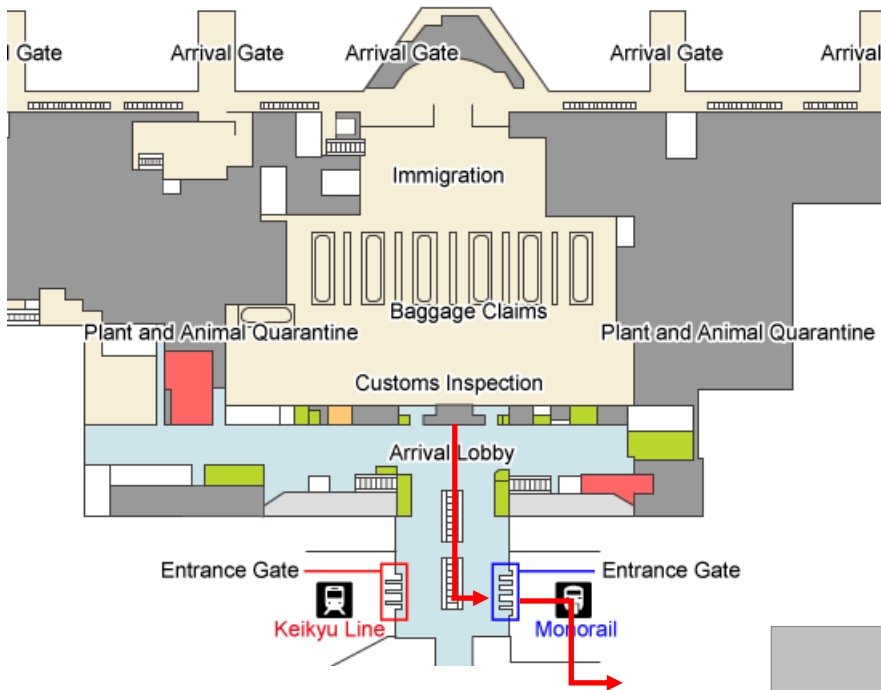 l Gate
Arrival Gate
Arrival Gate
Arrival Gate
Arrival
Immigration
Baggage Claims
Plant and Animal Quarantine
Plant and Animal Quarantine
Customs Inspection
Arrival Lobby
Entrance Gate
Entrance Gate
Keikyu Line
Monorail